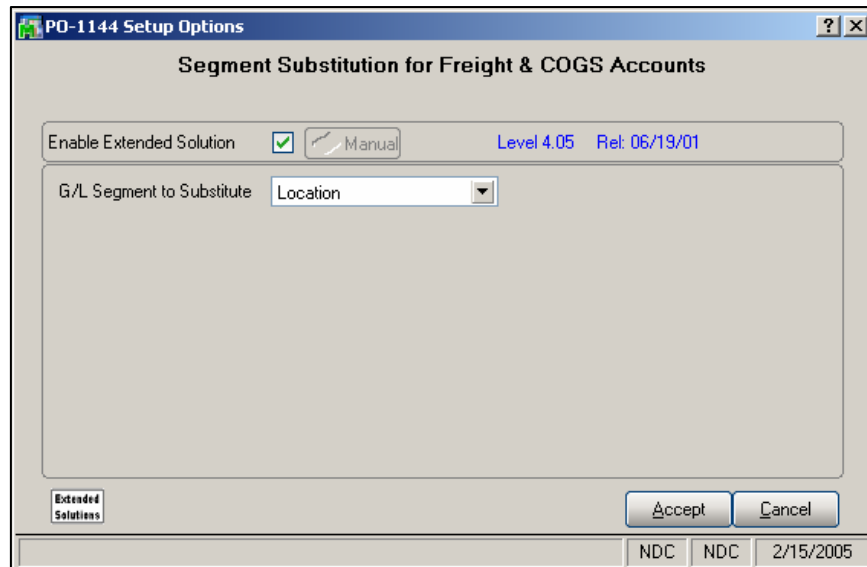 PO-1144 Setup Options
Segment Substitution for Freight & COGS Accounts
Enable Extended Solution Manual Level 4.05 Rel: 06/19/01
G/L Segment to Substitute Location
Extended
Solutions
Accept Cancel
NDC NDC 2/15/2005